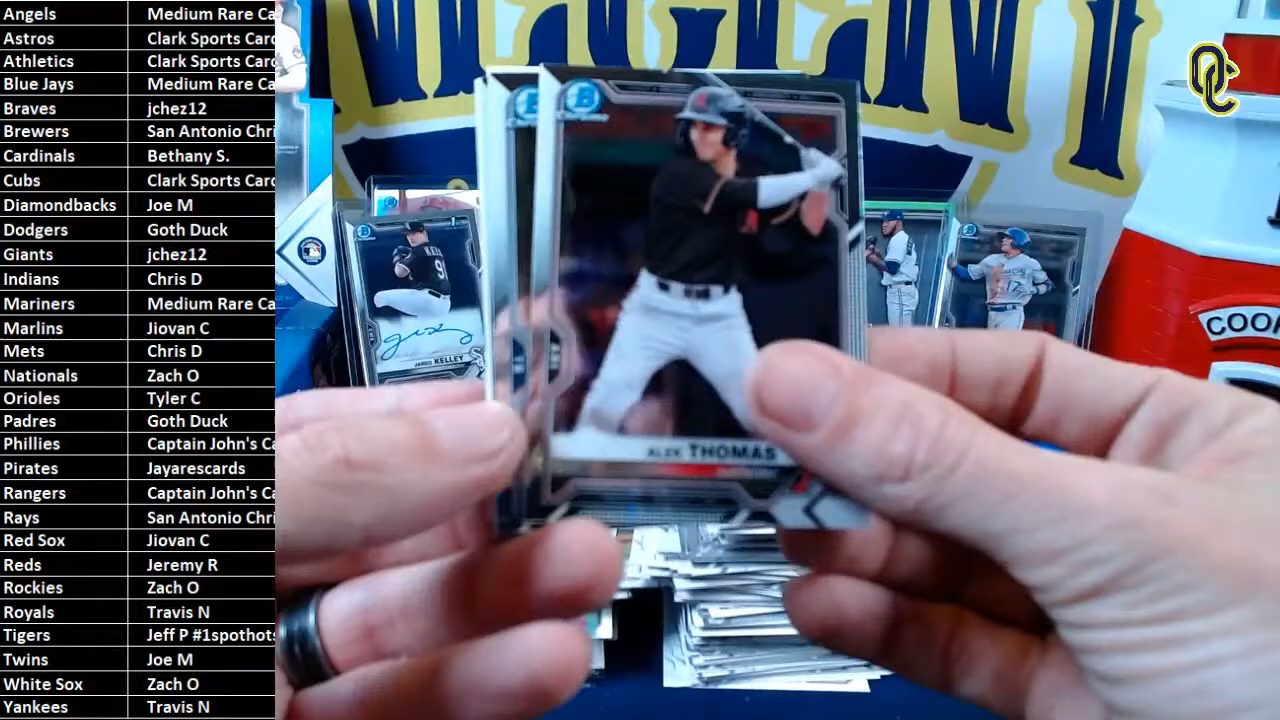 Angels Medium Rare Ca
Astros Clark Sports Card
Athletics Clark Sports Card
Blue Jays Medium Rare Ca
Braves jchez12
Brewers San Antonio Chri
Cardinals Bethany S.
Cubs Clark Sports Card
Diamondbacks Joe M
Dodgers Goth Duck
Giants jchez12
Indians Chris D
Mariners Medium Rare Ca
Marlins Jiovan C
Mets Chris D
Nationals Zach O
Orioles Tyler C
Padres Goth Duck
Phillies Captain John's Ca
Pirates Jayarescards
Rangers Captain John's Ca
Rays San Antonio Chri
Red Sox Jiovan C
Reds Jeremy R
Rockies Zach O
Royals Travis N
Tigers Jeff P #1spothots
Twins Joe M
White Sox Zach O
Yankees Travis N
OC
ALEK THOMAS
JARED KELLEY
17